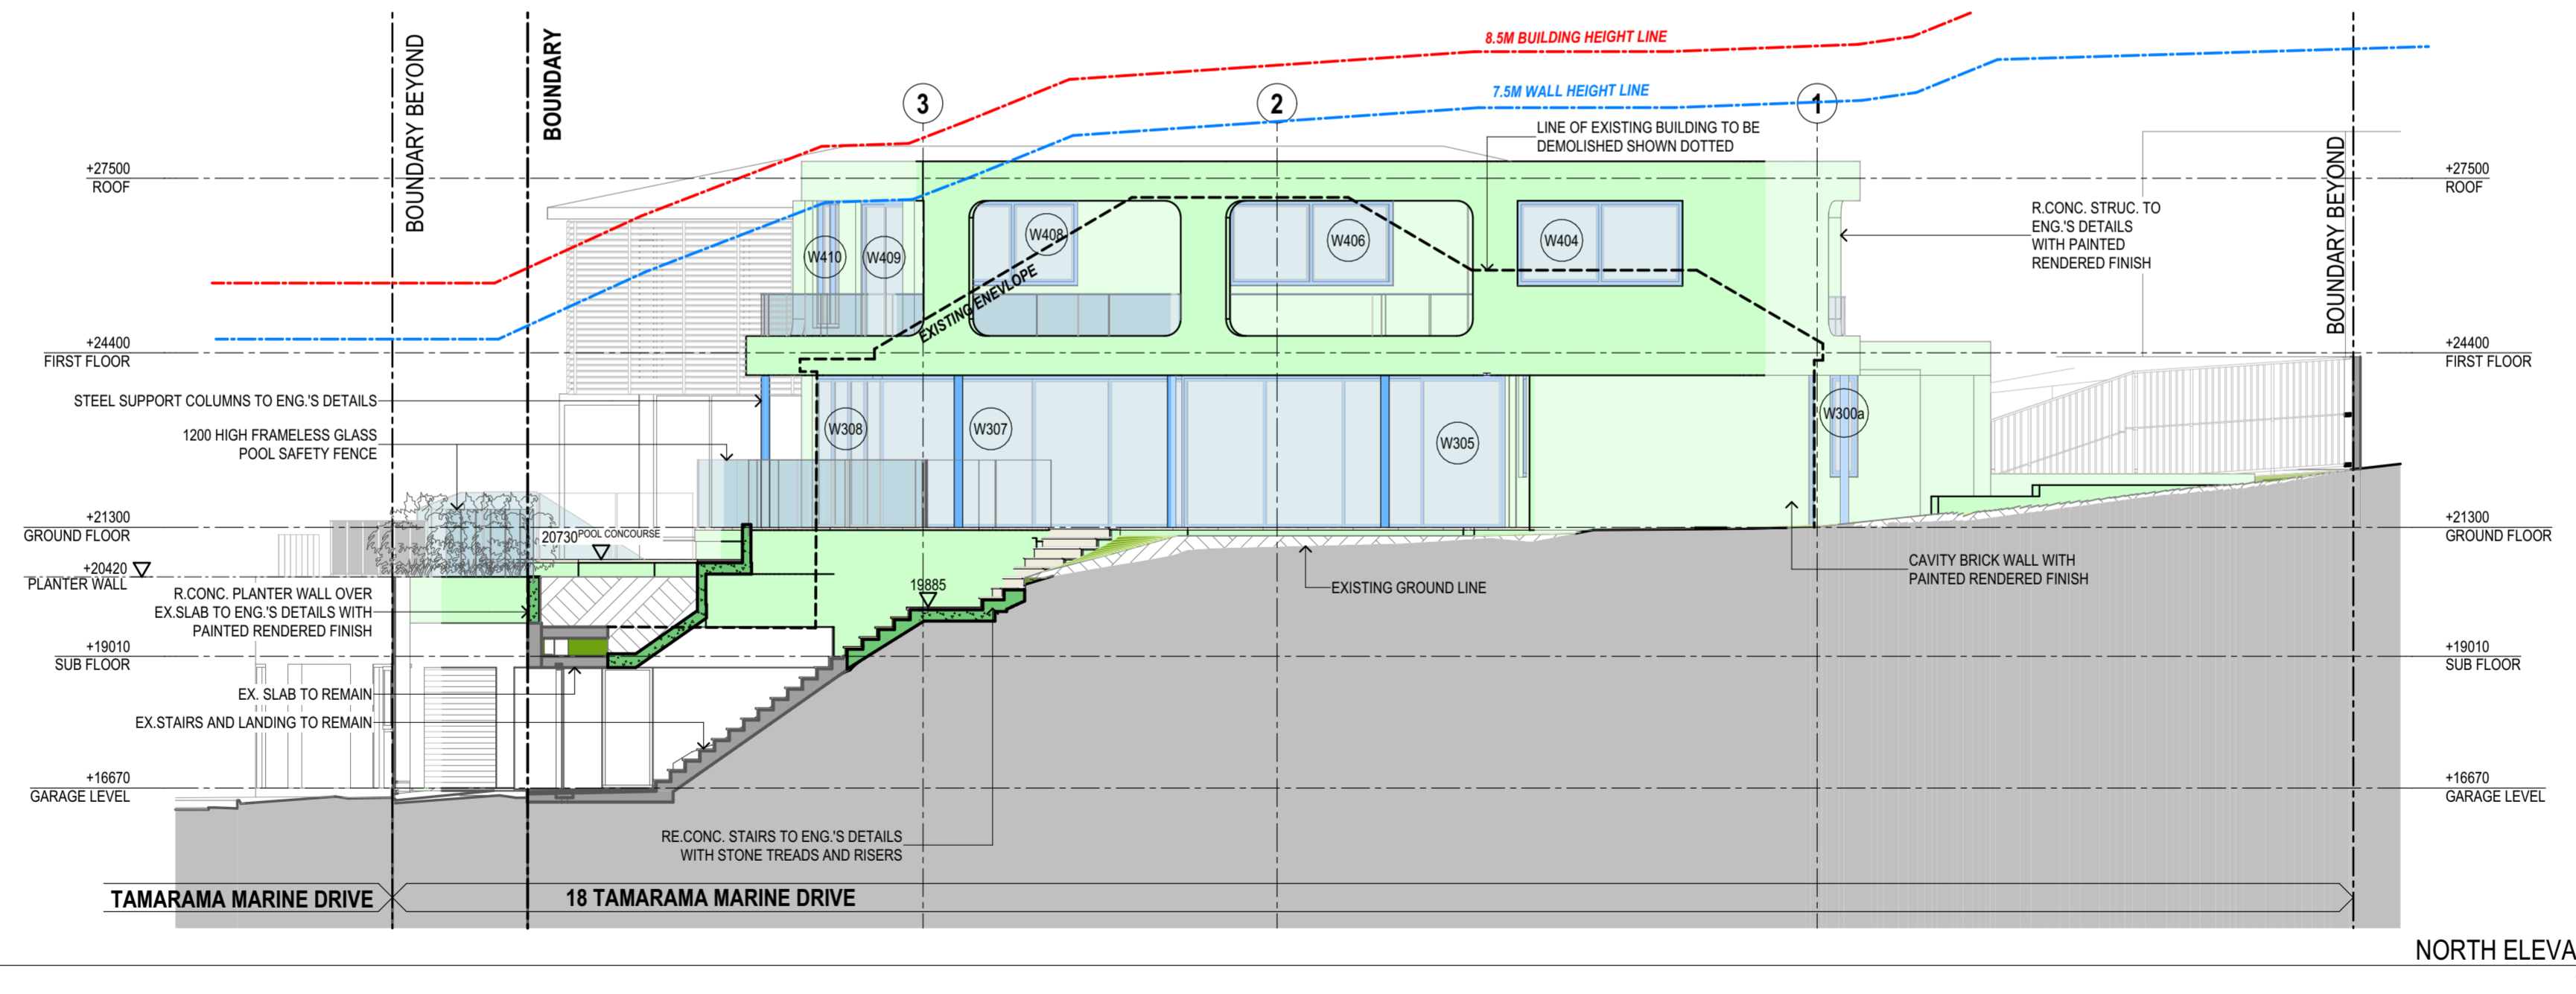 BOUNDARY BEYOND
BOUNDARY
8.5M BUILDING HEIGHT LINE
7.5M WALL HEIGHT LINE
3
2
1
LINE OF EXISTING BUILDING TO BE
DEMOLISHED SHOWN DOTTED
BOUNDARY BEYOND
+27500
ROOF
+27500
ROOF
R.CONC. STRUC. TO
ENG.'S DETAILS
WITH PAINTED
RENDERED FINISH
W410
W409
W408
W406
W404
EXISTING ENEVLOPE
+24400
FIRST FLOOR
+24400
FIRST FLOOR
STEEL SUPPORT COLUMNS TO ENG.'S DETAILS
1200 HIGH FRAMELESS GLASS
POOL SAFETY FENCE
W308
W307
W305
W300a
+21300
GROUND FLOOR
+21300
GROUND FLOOR
20730 POOL CONCOURSE
+20420
PLANTER WALL
R.CONC. PLANTER WALL OVER
EX.SLAB TO ENG.'S DETAILS WITH
PAINTED RENDERED FINISH
19885
EXISTING GROUND LINE
CAVITY BRICK WALL WITH
PAINTED RENDERED FINISH
+19010
SUB FLOOR
+19010
SUB FLOOR
EX. SLAB TO REMAIN
EX.STAIRS AND LANDING TO REMAIN
+16670
GARAGE LEVEL
+16670
GARAGE LEVEL
RE.CONC. STAIRS TO ENG.'S DETAILS
WITH STONE TREADS AND RISERS
TAMARAMA MARINE DRIVE
18 TAMARAMA MARINE DRIVE
NORTH ELEVA